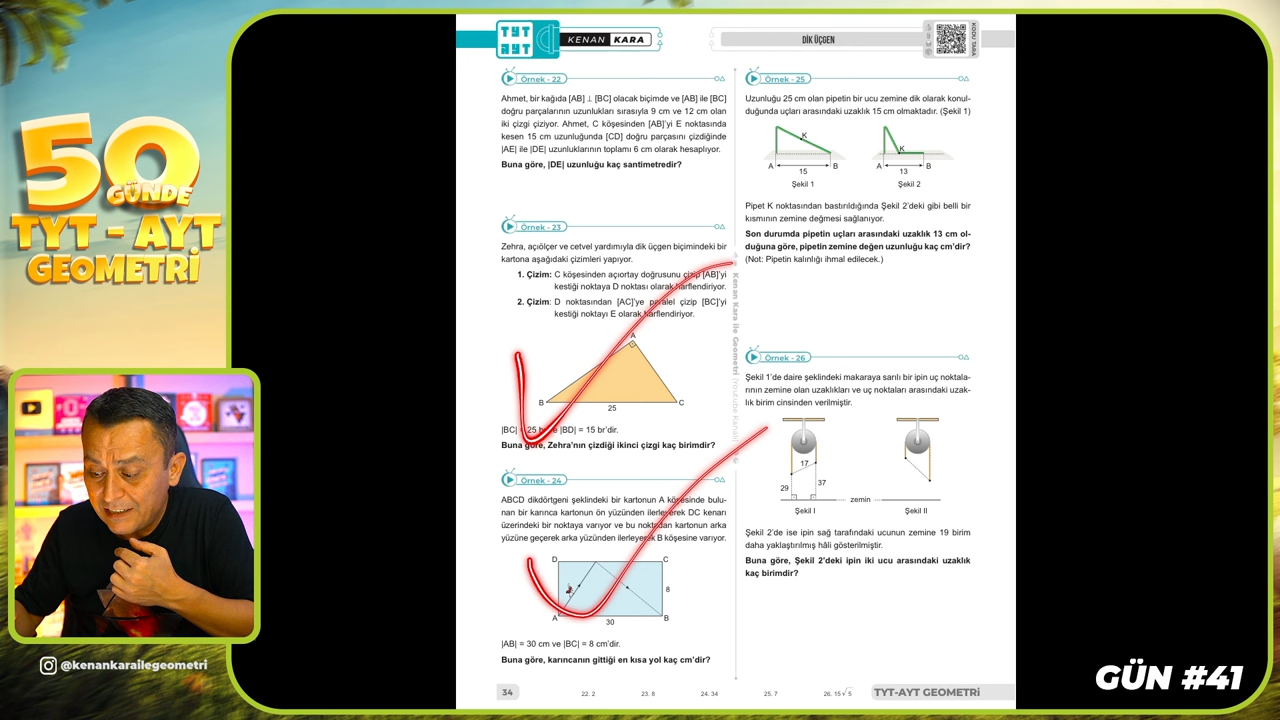 50
GÜNDE
TYT - AYT
GEOMETRİ
@kenankarailegeometri
GÜN #41
TYT
AYT
KENAN KARA
DİK ÜÇGEN
KODU TARA
Örnek - 22
Ahmet, bir kağıda [AB] ⊥ [BC] olacak biçimde ve [AB] ile [BC]
doğru parçalarının uzunlukları sırasıyla 9 cm ve 12 cm olan
iki çizgi çiziyor. Ahmet, C köşesinden [AB]'yi E noktasında
kesen 15 cm uzunluğunda [CD] doğru parçasını çizdiğinde
|AE| ile |DE| uzunluklarının toplamı 6 cm olarak hesaplıyor.
Buna göre, |DE| uzunluğu kaç santimetredir?
Örnek - 23
Zehra, açıölçer ve cetvel yardımıyla dik üçgen biçimindeki bir
kartona aşağıdaki çizimleri yapıyor.
1. Çizim: C köşesinden açıortay doğrusunu çizip [AB]'yi
kestiği noktaya D noktası olarak harflendiriyor.
2. Çizim: D noktasından [AC]'ye paralel çizip [BC]'yi
kestiği noktayı E olarak harflendiriyor.
A
B
C
25
|BC| = 25 br ve |BD| = 15 br'dir.
Buna göre, Zehra'nın çizdiği ikinci çizgi kaç birimdir?
Örnek - 24
ABCD dikdörtgeni şeklindeki bir kartonun A köşesinde bulu-
nan bir karınca kartonun ön yüzünden ilerleyerek DC kenarı
üzerindeki bir noktaya varıyor ve bu noktadan kartonun arka
yüzüne geçerek arka yüzünden ilerleyerek B köşesine varıyor.
D
C
8
A
B
30
|AB| = 30 cm ve |BC| = 8 cm'dir.
Buna göre, karıncanın gittiği en kısa yol kaç cm'dir?
Kenan Kara ile Geometri (Youtube Kanalı)
Örnek - 25
Uzunluğu 25 cm olan pipetin bir ucu zemine dik olarak konul-
duğunda uçları arasındaki uzaklık 15 cm olmaktadır. (Şekil 1)
K
A
B
15
Şekil 1
K
A
B
13
Şekil 2
Pipet K noktasından bastırıldığında Şekil 2'deki gibi belli bir
kısmının zemine değmesi sağlanıyor.
Son durumda pipetin uçları arasındaki uzaklık 13 cm ol-
duğuna göre, pipetin zemine değen uzunluğu kaç cm'dir?
(Not: Pipetin kalınlığı ihmal edilecek.)
Örnek - 26
Şekil 1'de daire şeklindeki makaraya sarılı bir ipin uç noktala-
rının zemine olan uzaklıkları ve uç noktaları arasındaki uzak-
lık birim cinsinden verilmiştir.
17
29
37
zemin
Şekil I
Şekil II
Şekil 2'de ise ipin sağ tarafındaki ucunun zemine 19 birim
daha yaklaştırılmış hâli gösterilmiştir.
Buna göre, Şekil 2'deki ipin iki ucu arasındaki uzaklık
kaç birimdir?
34
22. 2
23. 8
24. 34
25. 7
26. 15√5
TYT-AYT GEOMETRİ